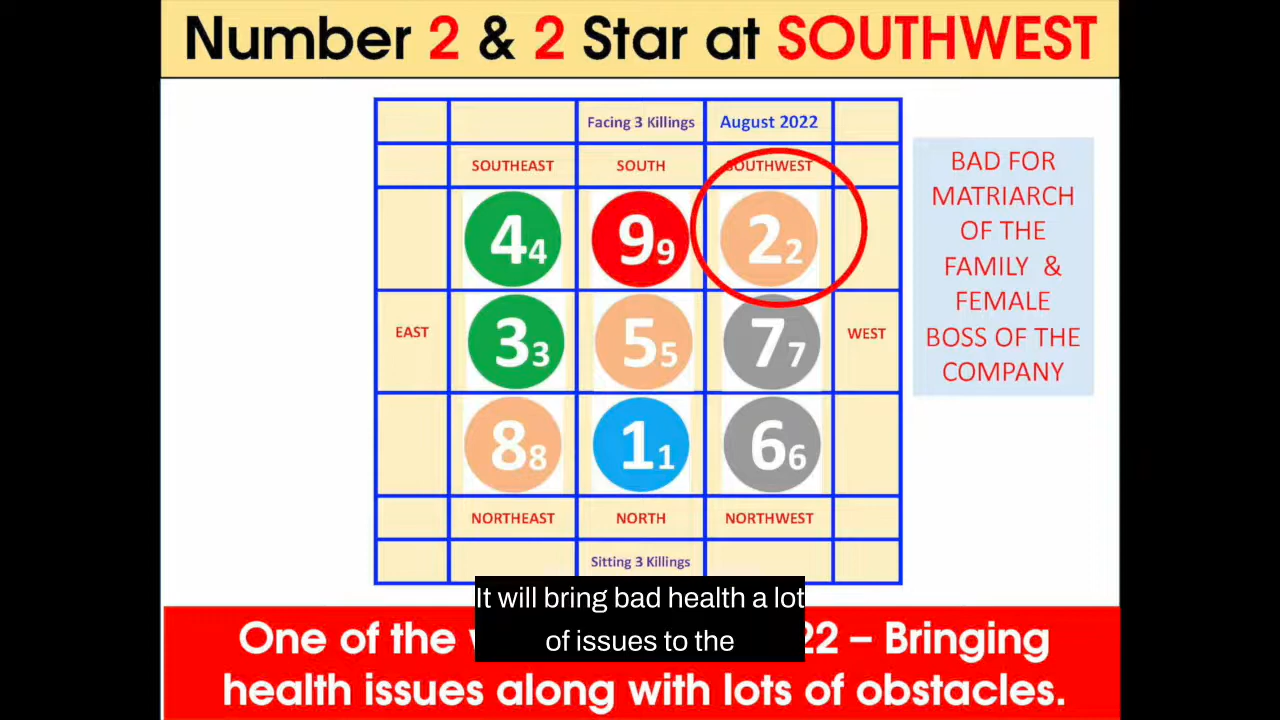 Number 2 & 2 Star at SOUTHWEST
Facing 3 Killings August 2022
SOUTHEAST SOUTH SOUTHWEST
44 99 22
EAST 33 55 77 WEST
88 11 66
NORTHEAST NORTH NORTHWEST
Sitting 3 Killings
BAD FOR
MATRIARCH
OF THE
FAMILY &
FEMALE
BOSS OF THE
COMPANY
It will bring bad health a lot
of issues to the
One of the 22 – Bringing
health issues along with lots of obstacles.